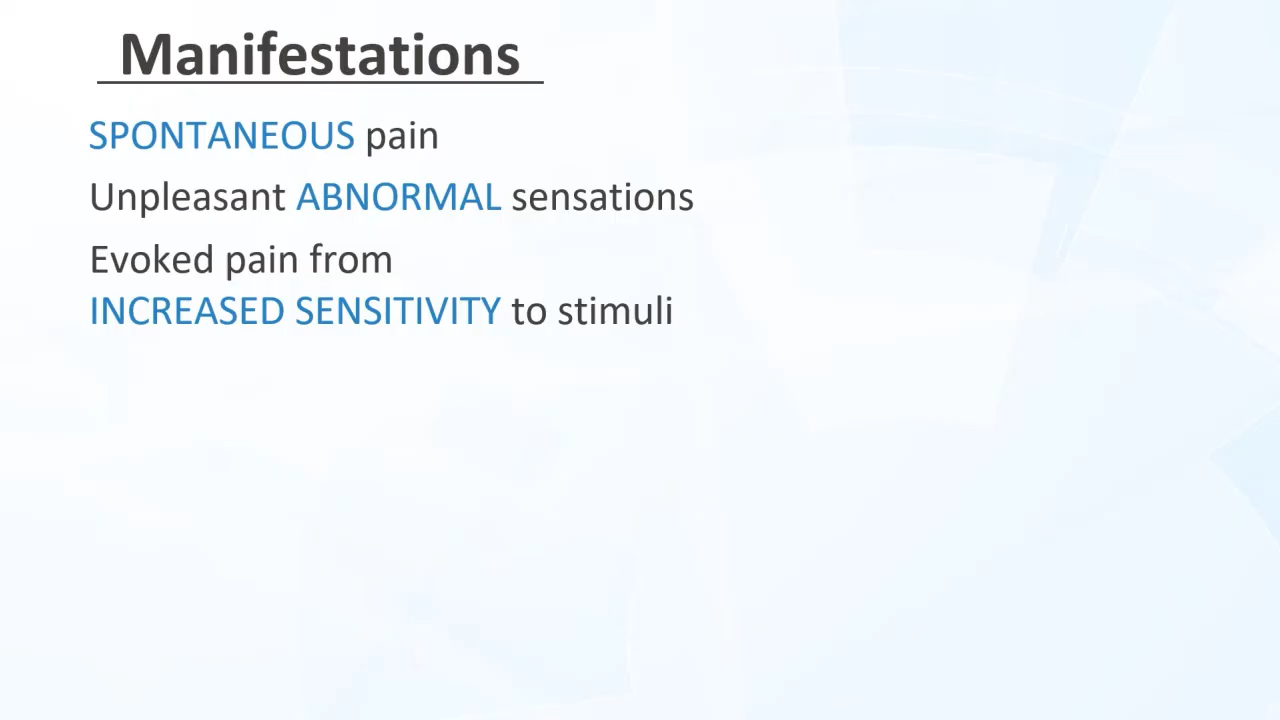 Manifestations
SPONTANEOUS pain
Unpleasant ABNORMAL sensations
Evoked pain from
INCREASED SENSITIVITY to stimuli